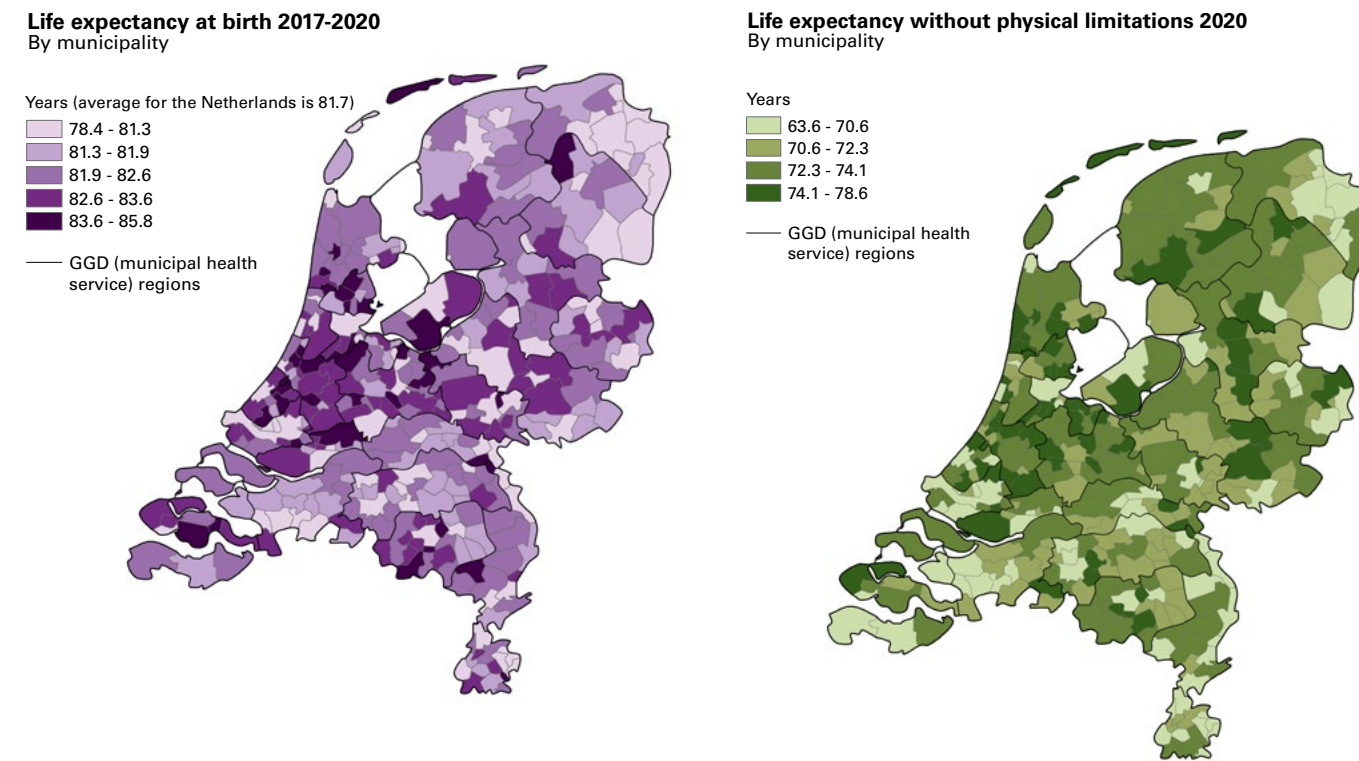 Life expectancy at birth 2017-2020
By municipality
Years (average for the Netherlands is 81.7)
78.4 - 81.3
81.3 - 81.9
81.9 - 82.6
82.6 - 83.6
83.6 - 85.8
GGD (municipal health
service) regions
Life expectancy without physical limitations 2020
By municipality
Years
63.6 - 70.6
70.6 - 72.3
72.3 - 74.1
74.1 - 78.6
GGD (municipal health
service) regions